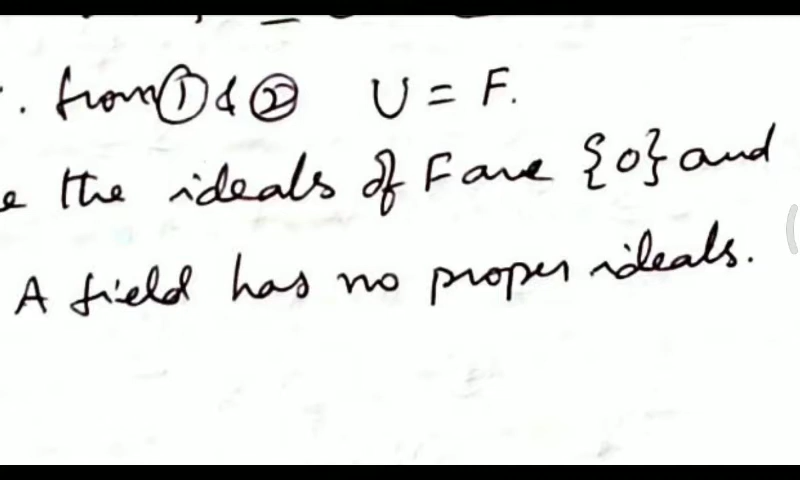 . from ① & ② U = F.
e the ideals of F are {0} and
A field has no proper ideals.